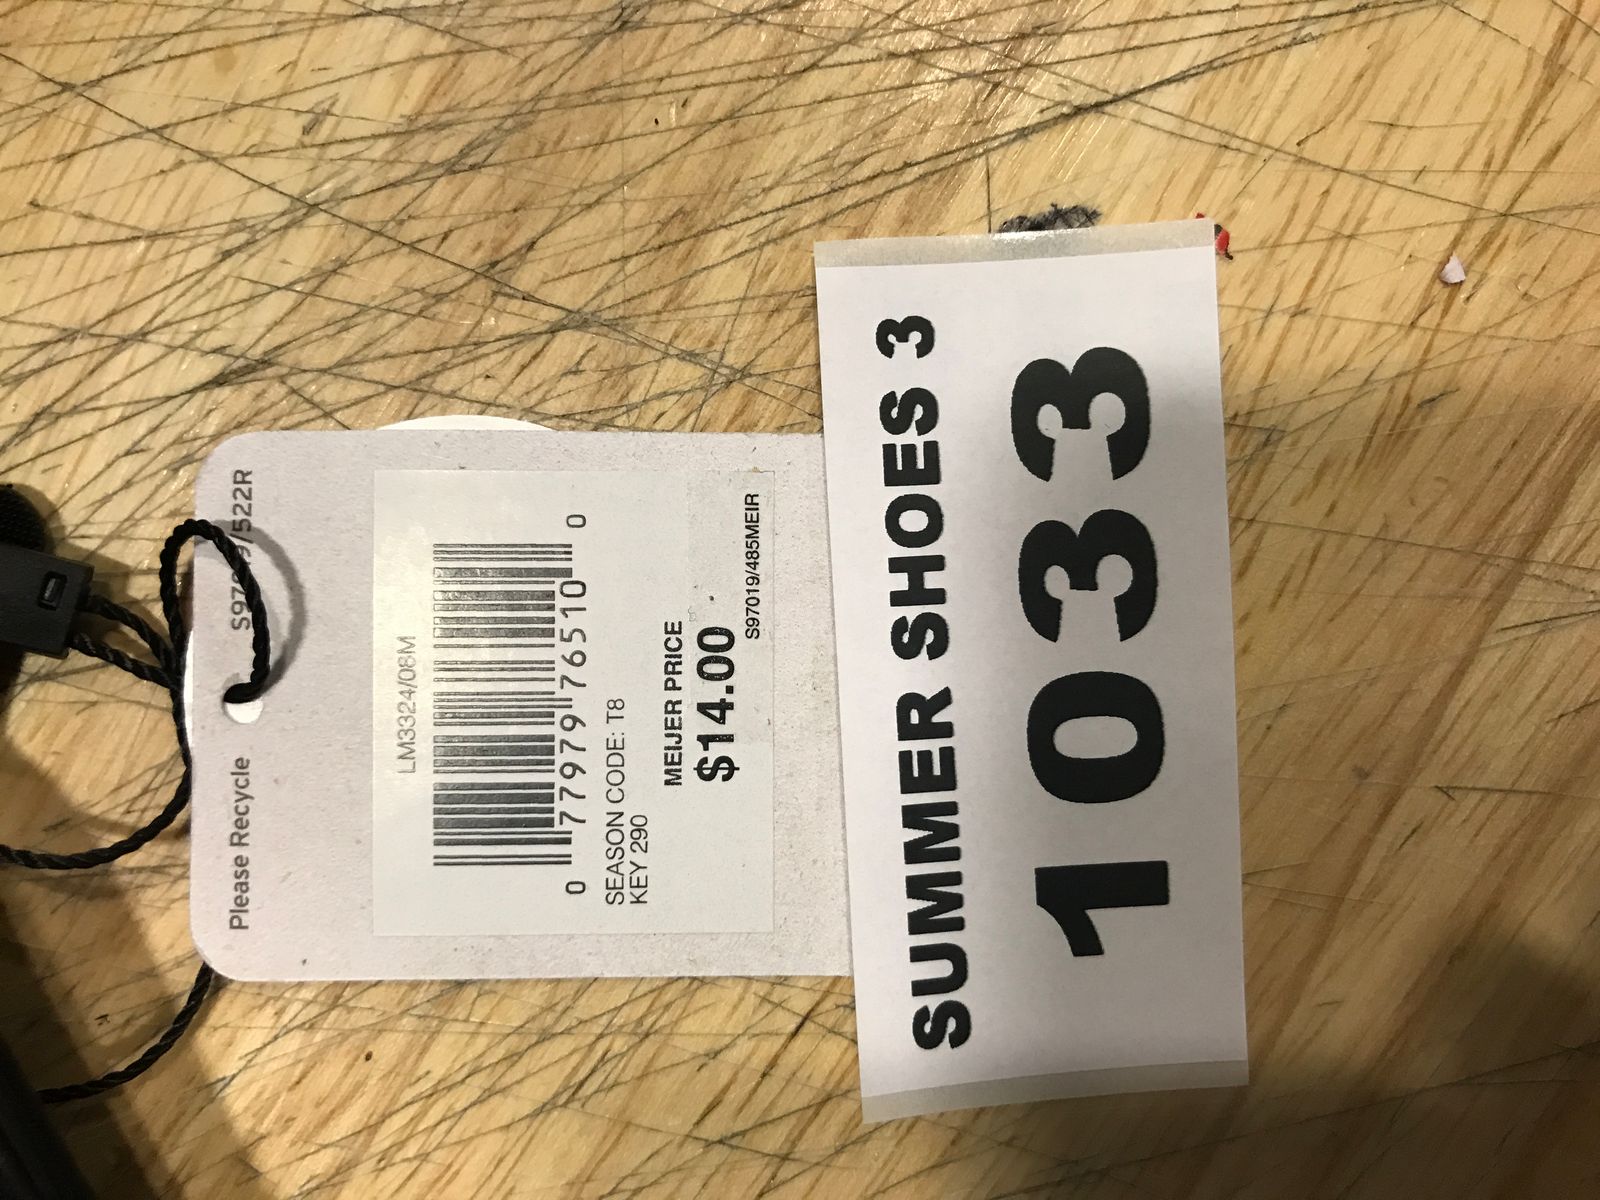 Please Recycle
LM3324/08M
0 77979 76510 0
SEASON CODE: T8
KEY 290
MEIJER PRICE
$14.00
S97019/485MEIR
SUMMER SHOES 3
1033